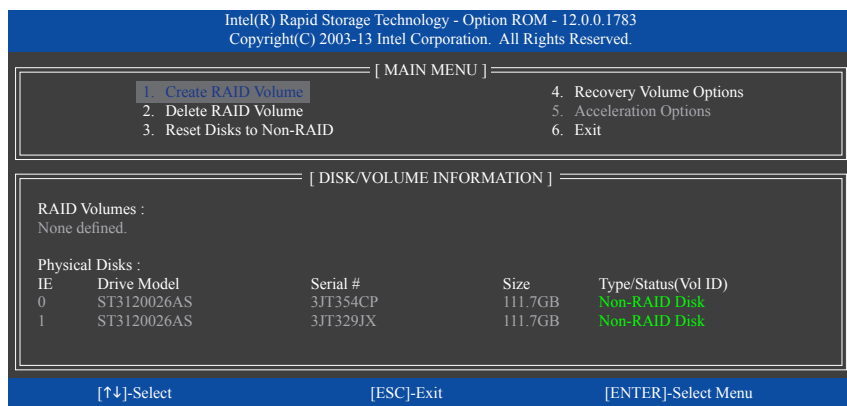 Intel(R) Rapid Storage Technology - Option ROM - 12.0.0.1783
Copyright(C) 2003-13 Intel Corporation. All Rights Reserved.
[ MAIN MENU ]
1. Create RAID Volume
2. Delete RAID Volume
3. Reset Disks to Non-RAID
4. Recovery Volume Options
5. Acceleration Options
6. Exit
[ DISK/VOLUME INFORMATION ]
RAID Volumes :
None defined.
Physical Disks :
IE Drive Model Serial # Size Type/Status(Vol ID)
0 ST3120026AS 3JT354CP 111.7GB Non-RAID Disk
1 ST3120026AS 3JT329JX 111.7GB Non-RAID Disk
[↑↓]-Select [ESC]-Exit [ENTER]-Select Menu